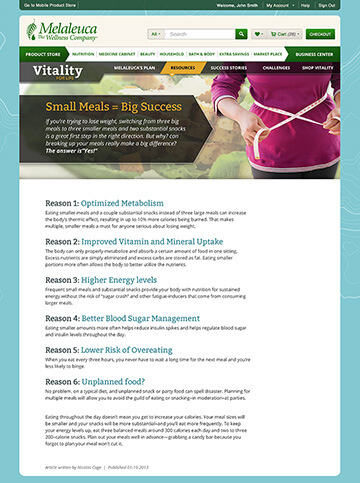 Go to Mobile Product Store
Welcome, John Smith | My Account | Help | Sign Out
Melaleuca
The Wellness Company
All Search
Cart (28) CHECKOUT
PRODUCT STORE NUTRITION MEDICINE CABINET BEAUTY HOUSEHOLD BATH & BODY EXTRA SAVINGS MARKET PLACE BUSINESS CENTER
Vitality
FOR LIFE
MELALEUCA'S PLAN RESOURCES SUCCESS STORIES CHALLENGES SHOP VITALITY
Small Meals = Big Success
If you're trying to lose weight, switching from three big
meals to three smaller meals and two substantial snacks
is a great first step in the right direction. But why? can
breaking up your meals really make a big difference?
The answer is "Yes!"
Reason 1: Optimized Metabolism
Eating smaller meals and a couple substantial snacks instead of three large meals can increase
the body's thermic effect, resulting in up to 10% more calories being burned. That makes
multiple, smaller meals a must for anyone serious about losing weight.
Reason 2: Improved Vitamin and Mineral Uptake
The body can only properly metabolize and absorb a certain amount of food in one sitting.
Excess nutrients are simply eliminated and excess carbs are stored as fat. Eating smaller
portions more often allows the body to better utilize the nutrients.
Reason 3: Higher Energy levels
Frequent small meals and substantial snacks provide your body with nutrition for sustained
energy without the risk of "sugar crash" and other fatigue-inducers that come from consuming
larger meals.
Reason 4: Better Blood Sugar Management
Eating smaller amounts more often helps reduce insulin spikes and helps regulate blood sugar
and insulin levels throughout the day.
Reason 5: Lower Risk of Overeating
When you eat every three hours, you never have to wait a long time for the next meal and you're
less likely to binge.
Reason 6: Unplanned food?
No problem, on a typical diet, and unplanned snack or party food can spell disaster. Planning for
multiple meals will allow you to avoid the guild of eating or snacking-in moderation-at parties.
Eating throughout the day doesn't mean you get to increase your calories. Your meal sizes will
be smaller and your snacks will be more substantial-and you'll eat more frequently. To keep
your energy levels up, eat three balanced meals around 300 calories each day and two to three
200-calorie snacks. Plan out your meals well in advance—grabbing a candy bar because you
forgot to plan your meal won't cut it.
Article written by Nicolas Cage | Published 01.16.2013